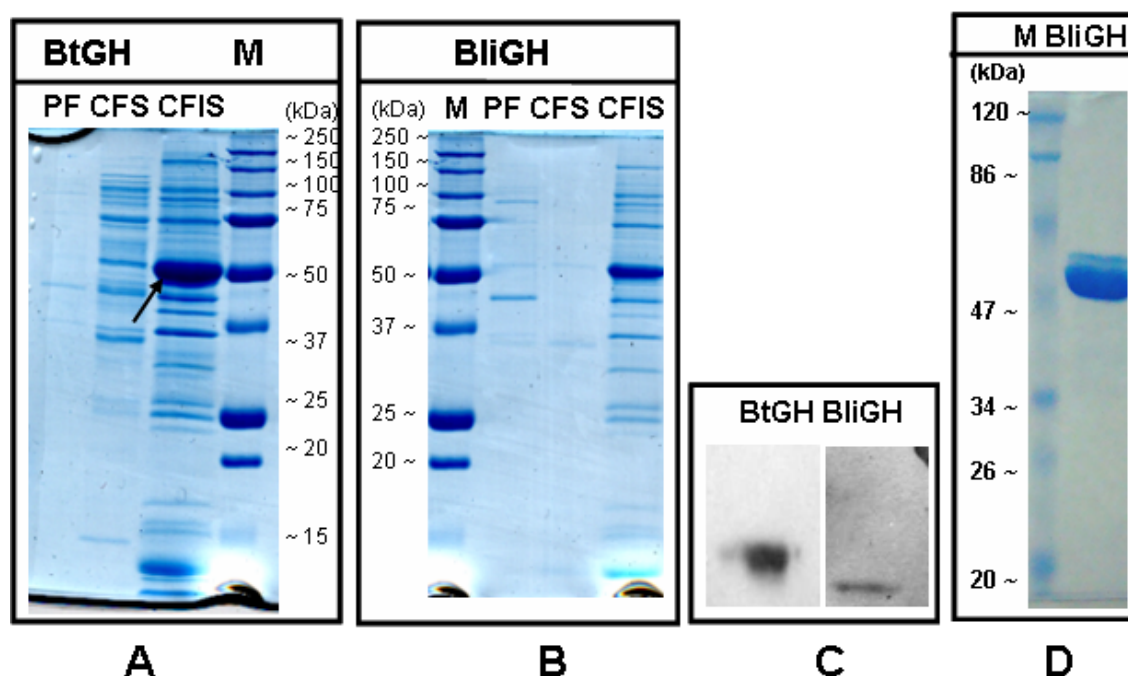 BtGH M
PF CFS CFIS (kDa)
~ 250
~ 150
~ 100
~ 75
~ 50
~ 37
~ 25
~ 20
~ 15
A
BliGH
(kDa) M PF CFS CFIS
250 ~
150 ~
100 ~
75 ~
50 ~
37 ~
25 ~
20 ~
B
BtGH BliGH
C
M BliGH
(kDa)
120 ~
86 ~
47 ~
34 ~
26 ~
20 ~
D